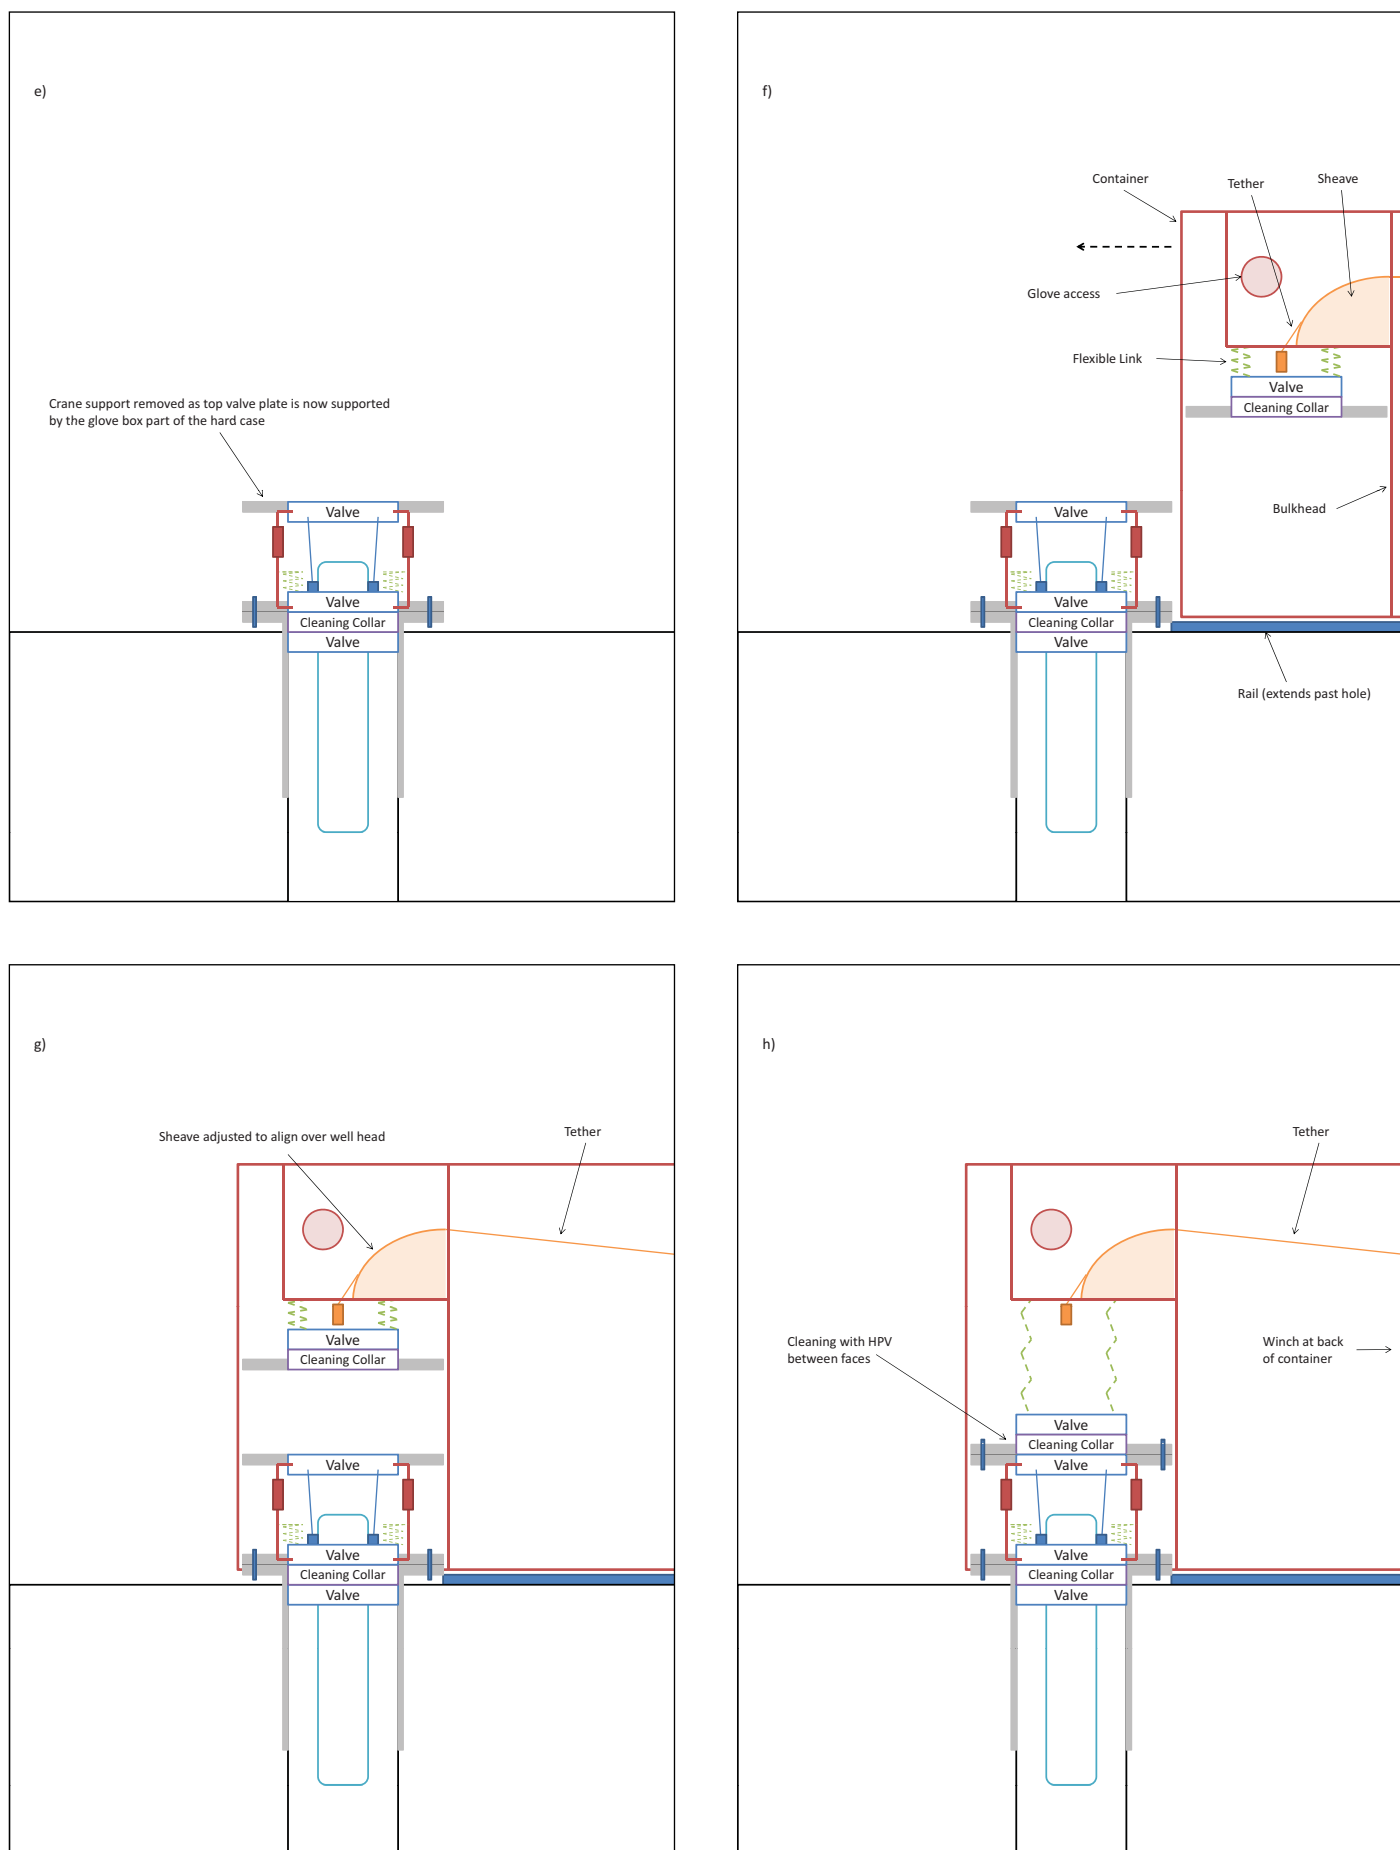 e)
Crane support removed as top valve plate is now supported
by the glove box part of the hard case
Valve
Valve
Cleaning Collar
Valve
f)
Container
Tether
Sheave
Glove access
Flexible Link
Valve
Cleaning Collar
Bulkhead
Valve
Valve
Cleaning Collar
Valve
Rail (extends past hole)
g)
Sheave adjusted to align over well head
Tether
Valve
Cleaning Collar
Valve
Valve
Cleaning Collar
Valve
h)
Tether
Cleaning with HPV
between faces
Winch at back
of container
Valve
Cleaning Collar
Valve
Valve
Cleaning Collar
Valve